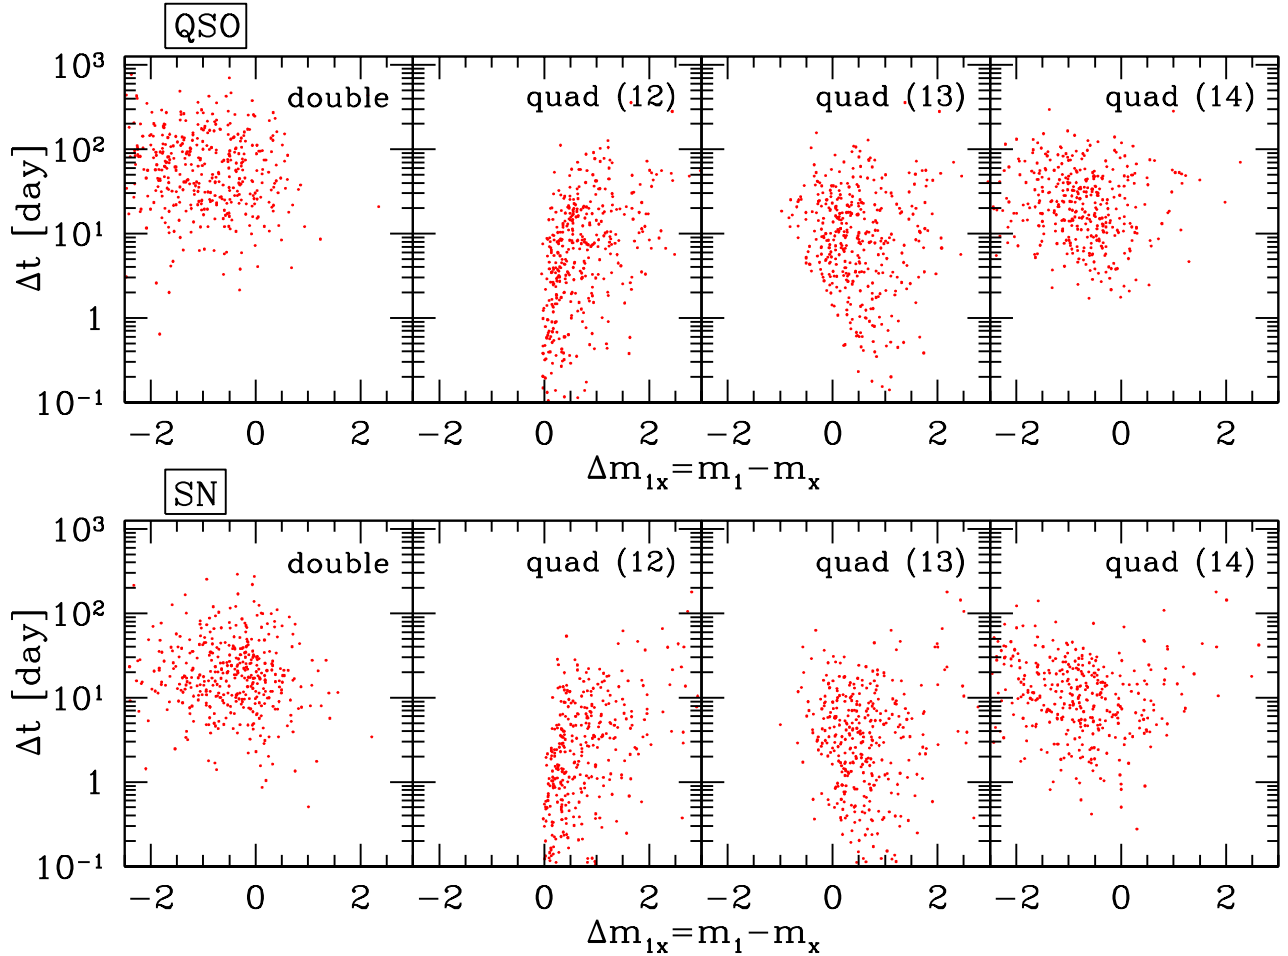 QSO
double quad (12) quad (13) quad (14)
10³
10²
10
1
10⁻¹
Δt [day]
−2 0 2 −2 0 2 −2 0 2 −2 0 2
Δm₁ₓ=m₁−mₓ
SN
double quad (12) quad (13) quad (14)
10³
10²
10
1
10⁻¹
Δt [day]
−2 0 2 −2 0 2 −2 0 2 −2 0 2
Δm₁ₓ=m₁−mₓ